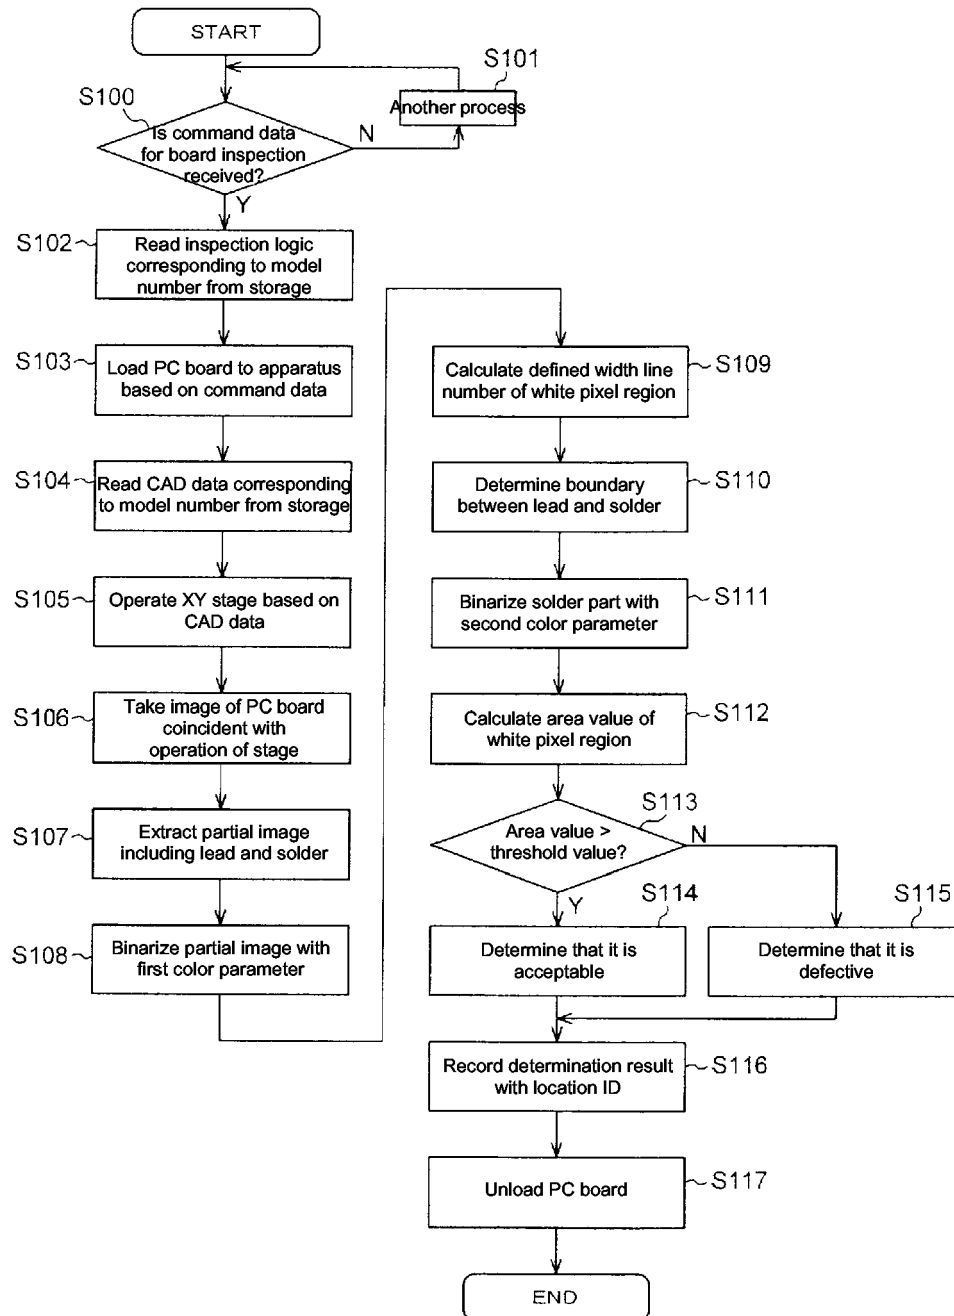 START
S101
Another process
S100
Is command data
for board inspection
received?
N
Y
S102
Read inspection logic
corresponding to model
number from storage
S103
Load PC board to apparatus
based on command data
S104
Read CAD data corresponding
to model number from storage
S105
Operate XY stage based on
CAD data
S106
Take image of PC board
coincident with
operation of stage
S107
Extract partial image
including lead and solder
S108
Binarize partial image with
first color parameter
Calculate defined width line
number of white pixel region
S109
Determine boundary
between lead and solder
S110
Binarize solder part with
second color parameter
S111
Calculate area value of
white pixel region
S112
S113
Area value >
threshold value?
N
Y
S114
Determine that it is
acceptable
S115
Determine that it is
defective
Record determination result
with location ID
S116
Unload PC board
S117
END